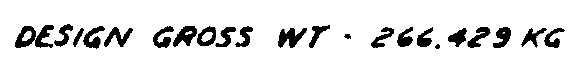 DESIGN GROSS WT - 266.429 KG